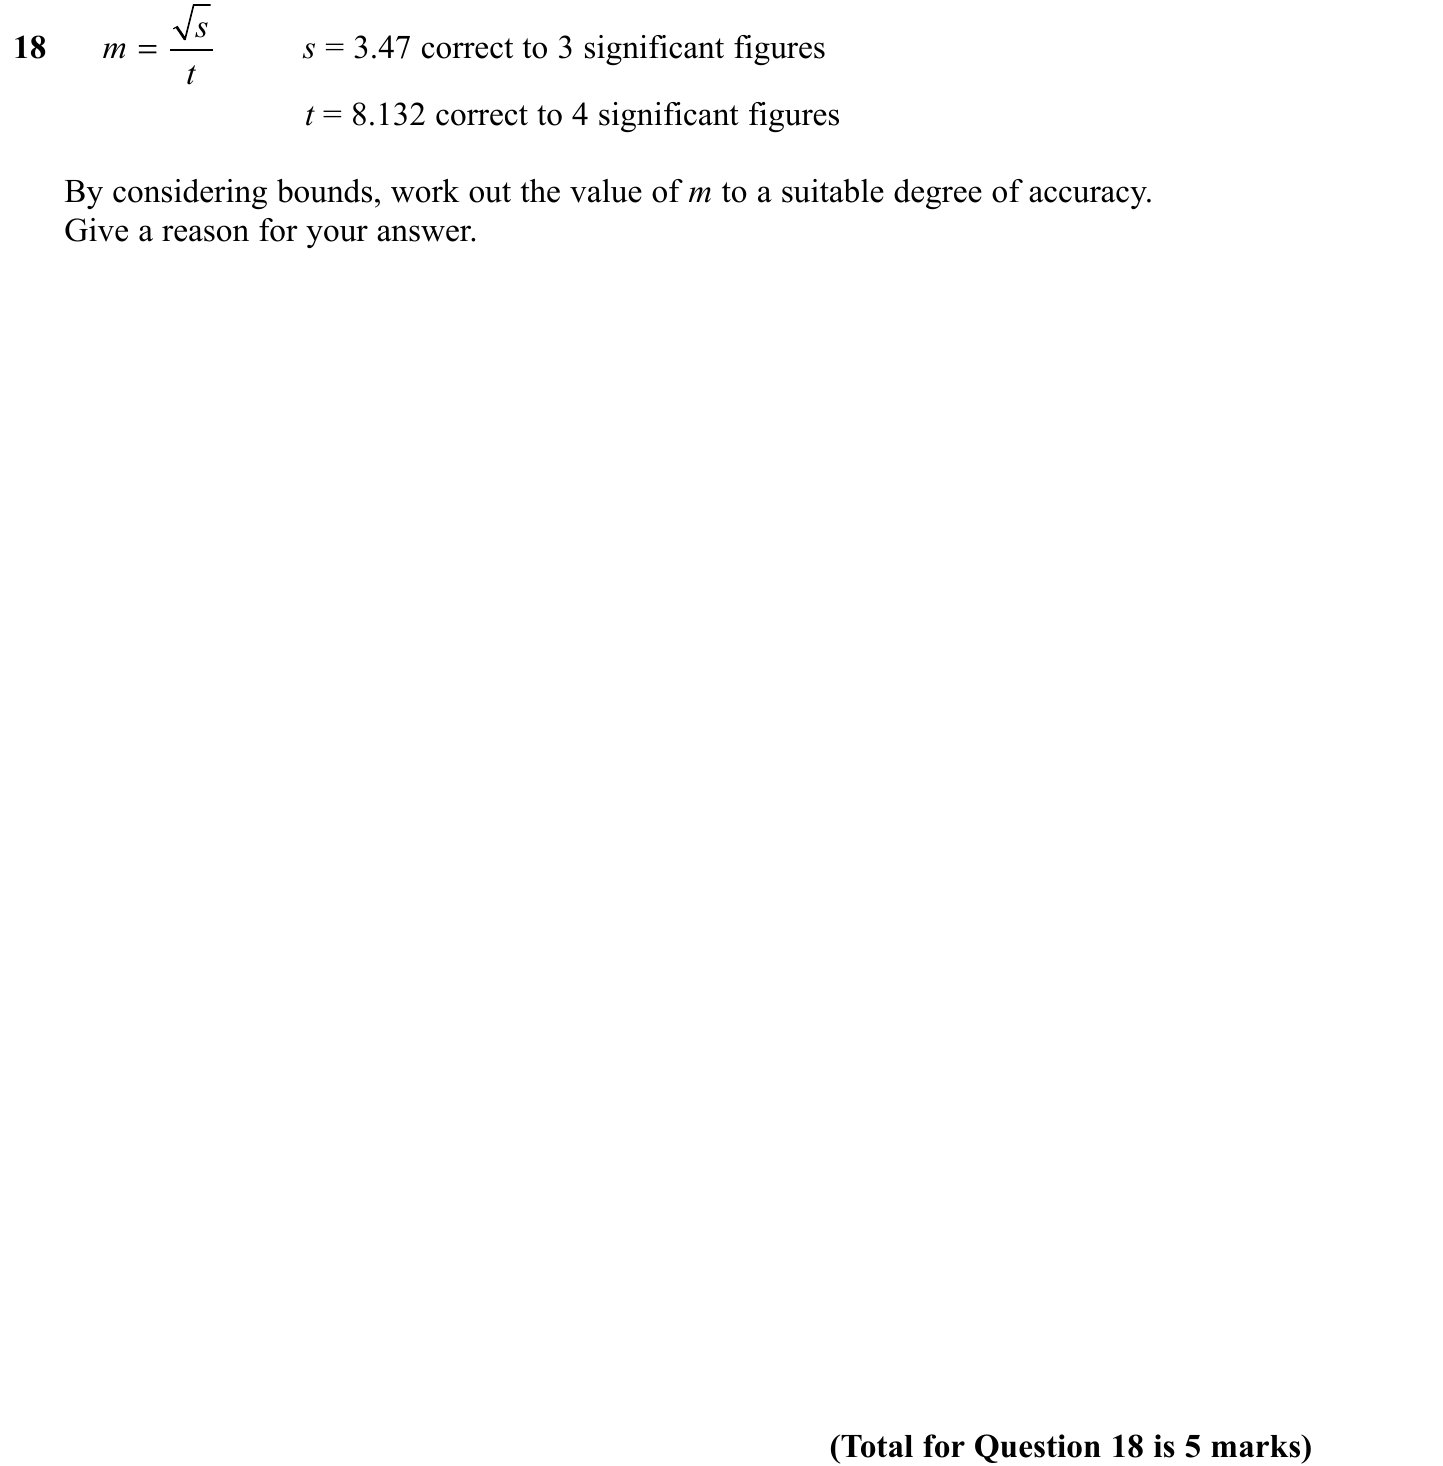 18 m = √s / t s = 3.47 correct to 3 significant figures
t = 8.132 correct to 4 significant figures
By considering bounds, work out the value of m to a suitable degree of accuracy.
Give a reason for your answer.
(Total for Question 18 is 5 marks)